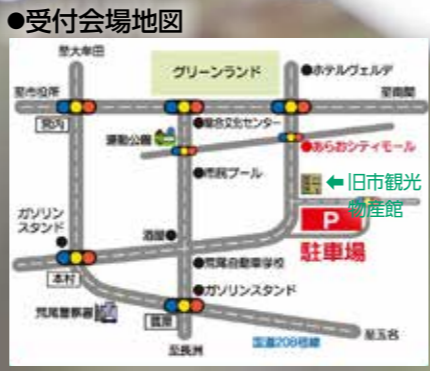 ●受付会場地図
至大牟田
グリーンランド
●ホテルヴェルデ
至市役所
至南関
宮内
●総合文化センター
運動公園
●あらおシティモール
●市民プール
←旧市観光
物産館
ガソリン
スタンド
●
酒屋●
P
駐車場
●荒尾自動車学校
本村
●ガソリンスタンド
荒尾警察署
至長洲
国道208号線
至玉名